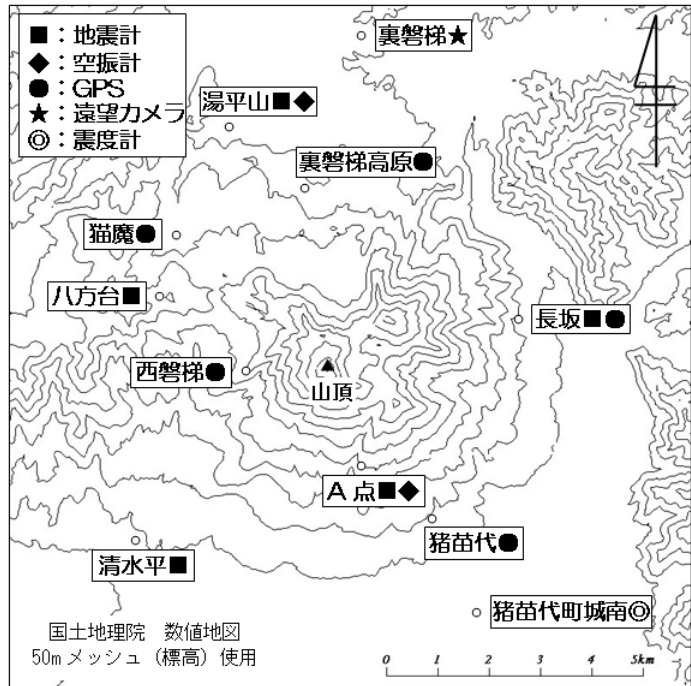 ■：地震計
◆：空振計
●：GPS
★：遠望カメラ
◎：震度計
裏磐梯★
湯平山■◆
裏磐梯高原●
猫魔●
八方台■
長坂■●
西磐梯●
山頂
A点■◆
猪苗代●
清水平■
猪苗代町城南◎
国土地理院 数値地図
50mメッシュ（標高）使用
0 1 2 3 4 5km